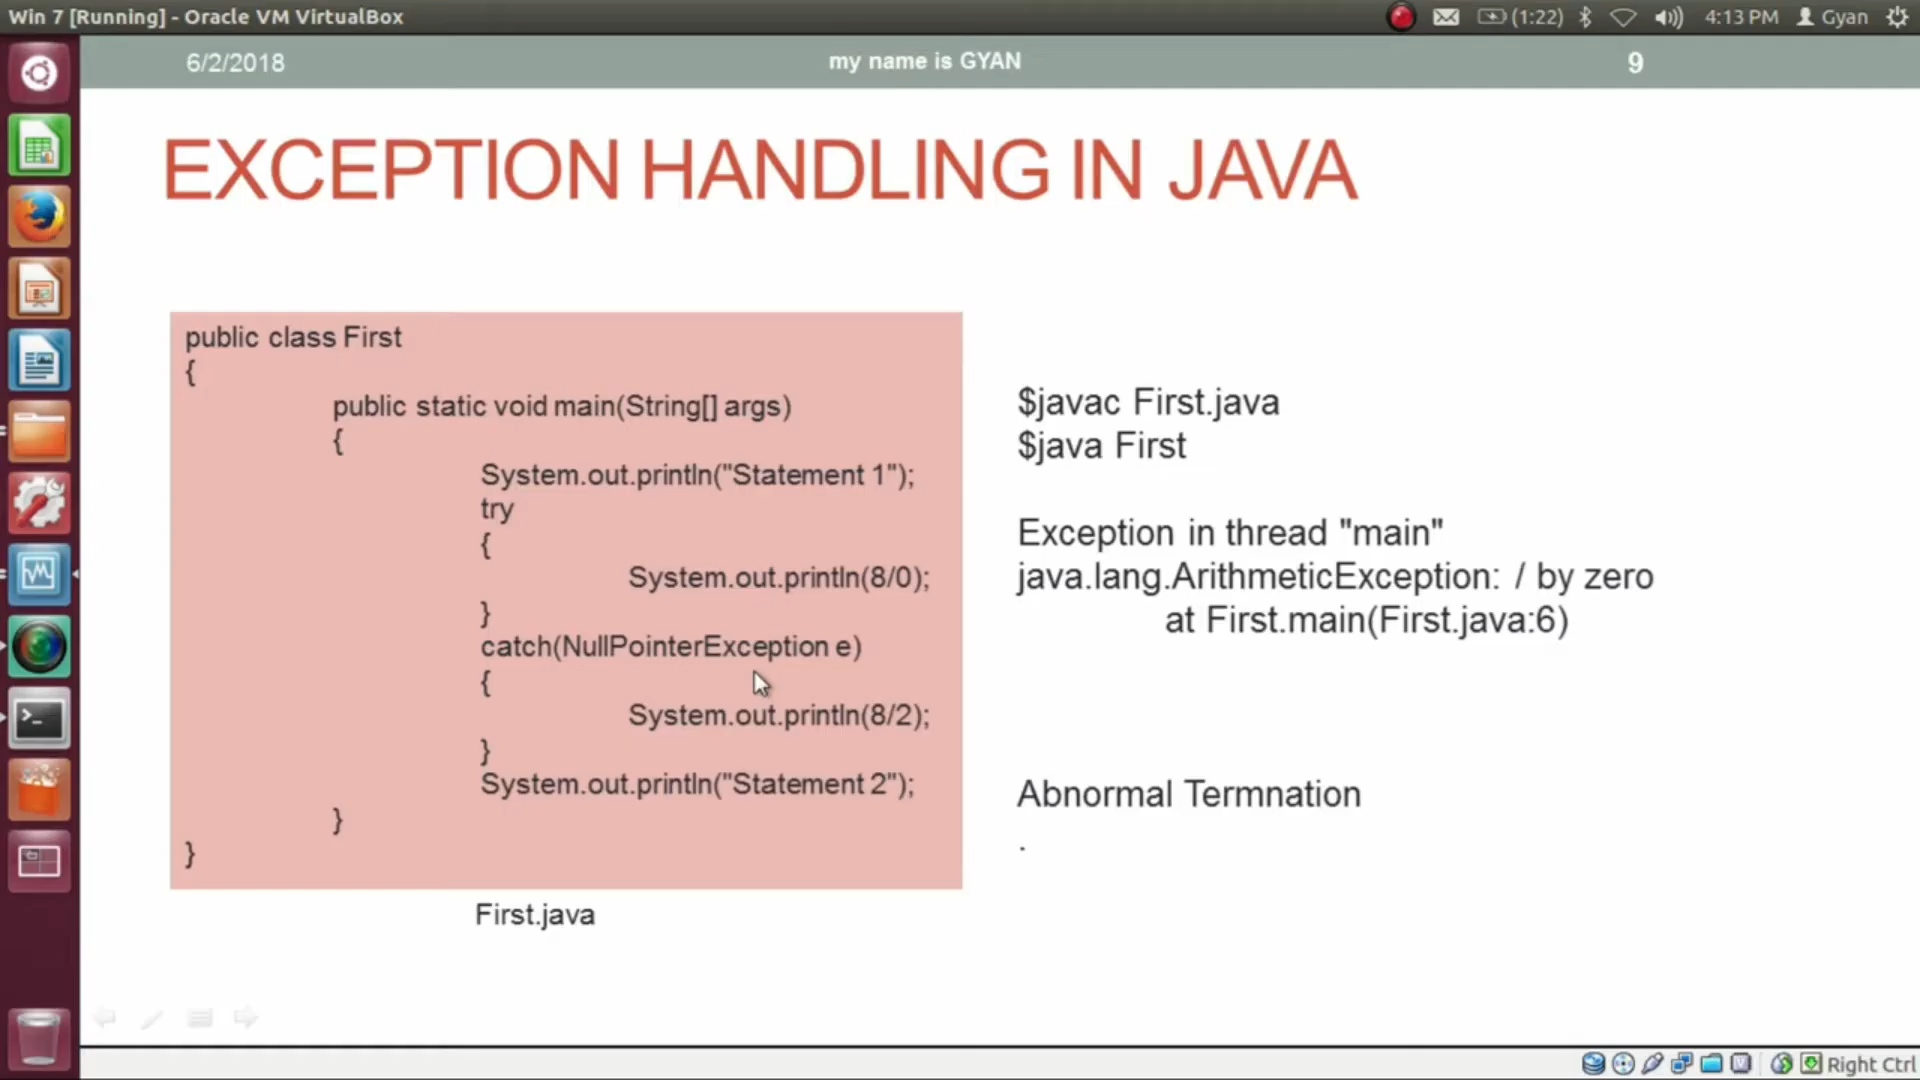 Win 7 [Running] - Oracle VM VirtualBox
(1:22)
4:13 PM
Gyan
6/2/2018
my name is GYAN
9
EXCEPTION HANDLING IN JAVA
public class First
{
public static void main(String[] args)
{
System.out.println("Statement 1");
try
{
System.out.println(8/0);
}
catch(NullPointerException e)
{
System.out.println(8/2);
}
System.out.println("Statement 2");
}
}
First.java
$javac First.java
$java First
Exception in thread "main"
java.lang.ArithmeticException: / by zero
at First.main(First.java:6)
Abnormal Termnation
.
Right Ctrl